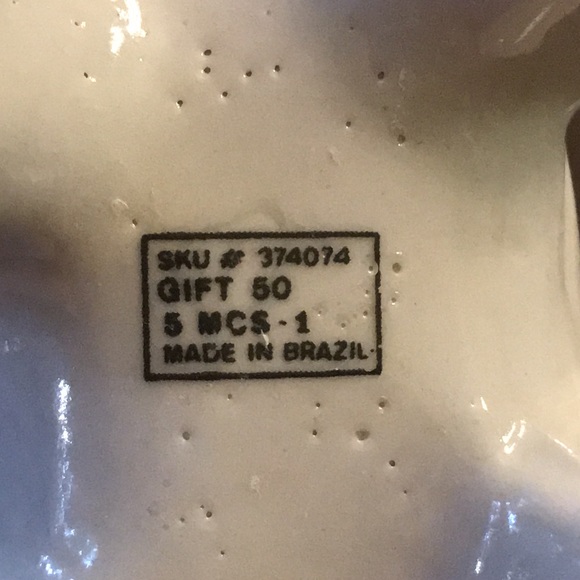 SKU # 374074
GIFT 50
5 MCS-1
MADE IN BRAZIL